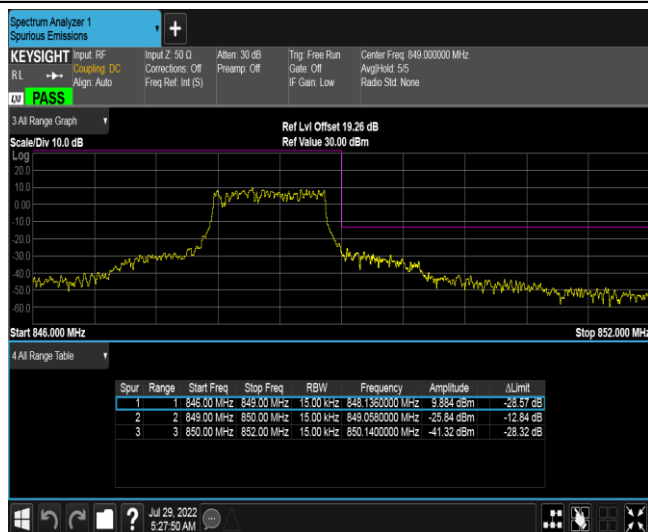 Spectrum Analyzer 1
Spurious Emissions
+
KEYSIGHT Input: RF Input Z: 50 Ω Atten: 30 dB Trig: Free Run Center Freq: 849.000000 MHz
RL Coupling: DC Corrections: Off Preamp: Off Gate: Off Avg|Hold: 5/5
Align: Auto Freq Ref: Int (S) IF Gain: Low Radio Std: None
LXI PASS
3 All Range Graph
Ref Lvl Offset 19.26 dB
Scale/Div 10.0 dB Ref Value 30.00 dBm
Log
20.0
10.0
0.00
-10.0
-20.0
-30.0
-40.0
-50.0
-60.0
Start 846.000 MHz Stop 852.000 MHz
4 All Range Table
Spur Range Start Freq Stop Freq RBW Frequency Amplitude ΔLimit
1 1 846.00 MHz 849.00 MHz 15.00 kHz 848.1360000 MHz 9.884 dBm -28.57 dB
2 2 849.00 MHz 850.00 MHz 15.00 kHz 849.0580000 MHz -25.84 dBm -12.84 dB
3 3 850.00 MHz 852.00 MHz 15.00 kHz 850.1400000 MHz -41.32 dBm -28.32 dB
? Jul 29, 2022
5:27:50 AM